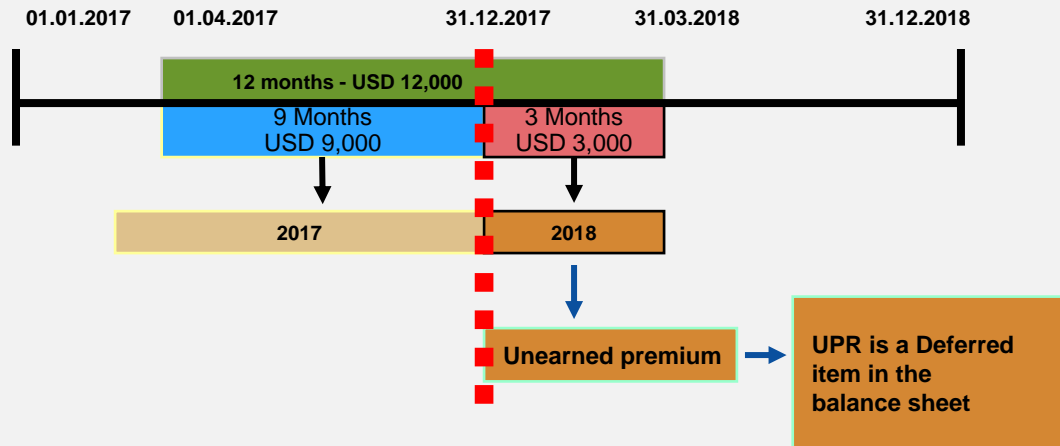 01.01.2017 01.04.2017 31.12.2017 31.03.2018 31.12.2018
12 months - USD 12,000
9 Months
USD 9,000
3 Months
USD 3,000
2017
2018
Unearned premium
UPR is a Deferred
item in the
balance sheet